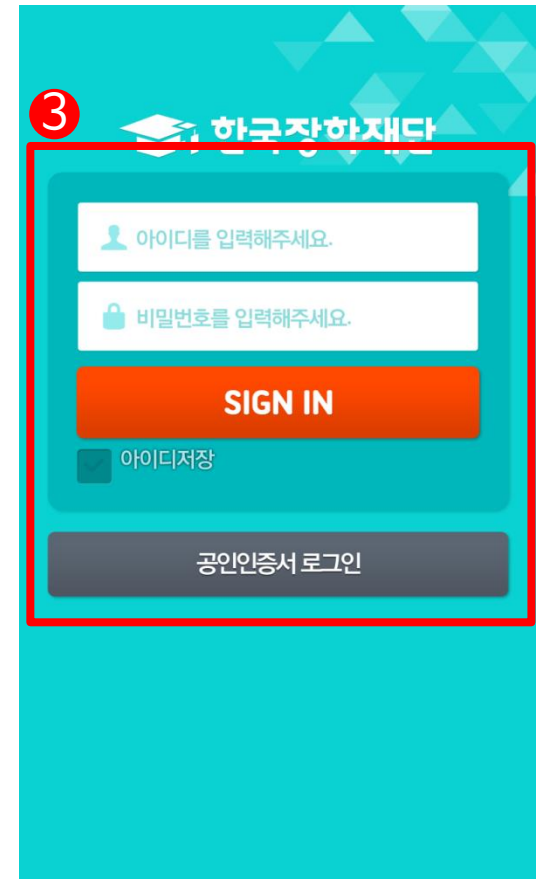 3
한국장학재단
아이디를 입력해주세요.
비밀번호를 입력해주세요.
SIGN IN
아이디저장
공인인증서 로그인